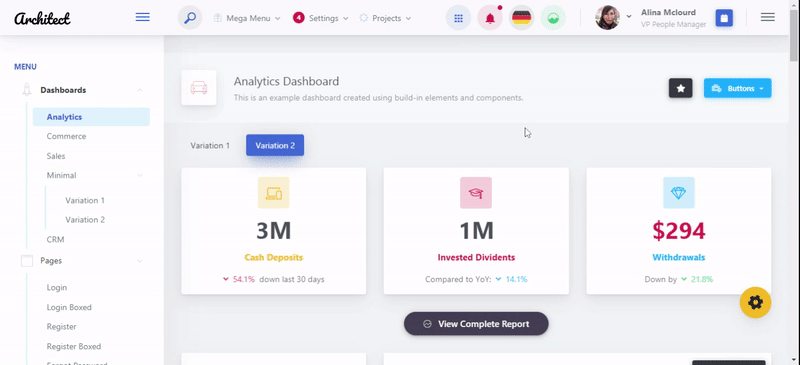 Architect
Mega Menu
4
Settings
Projects
Alina Mclourd
VP People Manager
MENU
Dashboards
Analytics
Commerce
Sales
Minimal
Variation 1
Variation 2
CRM
Pages
Login
Login Boxed
Register
Register Boxed
Forgot Password
Analytics Dashboard
This is an example dashboard created using build-in elements and components.
Buttons
Variation 1
Variation 2
3M
Cash Deposits
54.1% down last 30 days
1M
Invested Dividents
Compared to YoY: 14.1%
$294
Withdrawals
Down by 21.8%
View Complete Report